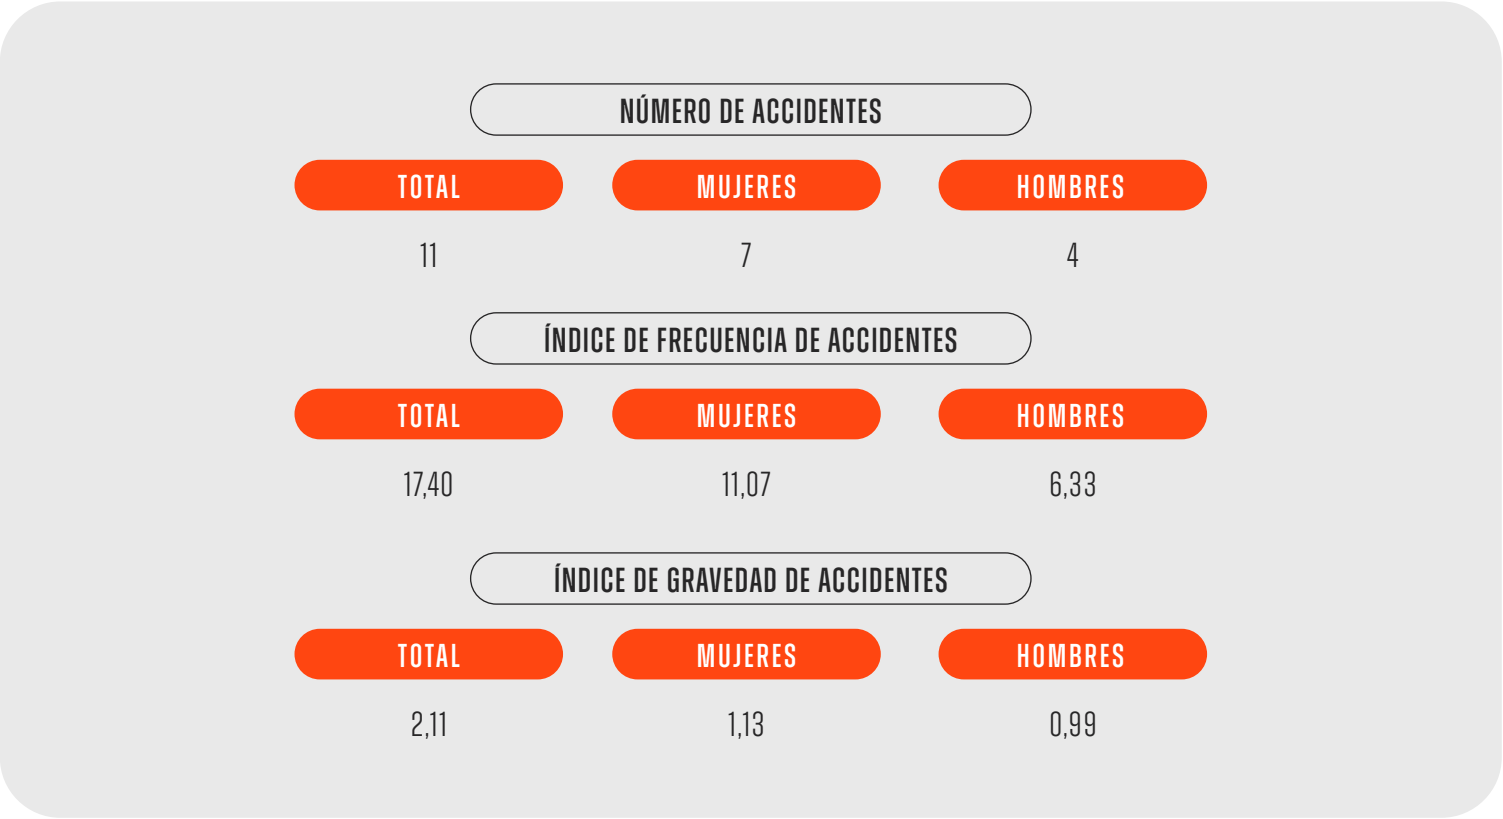 NÚMERO DE ACCIDENTES
TOTAL MUJERES HOMBRES
11 7 4
ÍNDICE DE FRECUENCIA DE ACCIDENTES
TOTAL MUJERES HOMBRES
17,40 11,07 6,33
ÍNDICE DE GRAVEDAD DE ACCIDENTES
TOTAL MUJERES HOMBRES
2,11 1,13 0,99